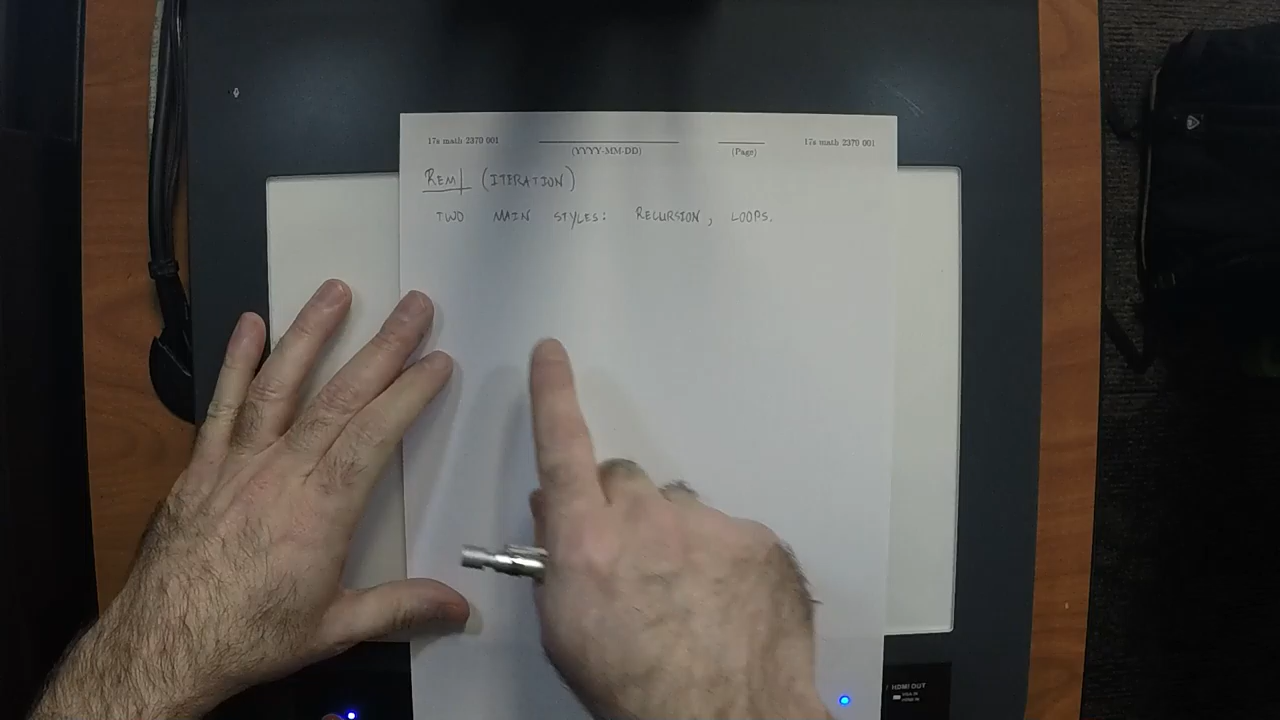 17s math 2370 001 (YYYY-MM-DD) (Page) 17s math 2370 001
REM (ITERATION)
TWO MAIN STYLES: RECURSION, LOOPS.
HDMI OUT